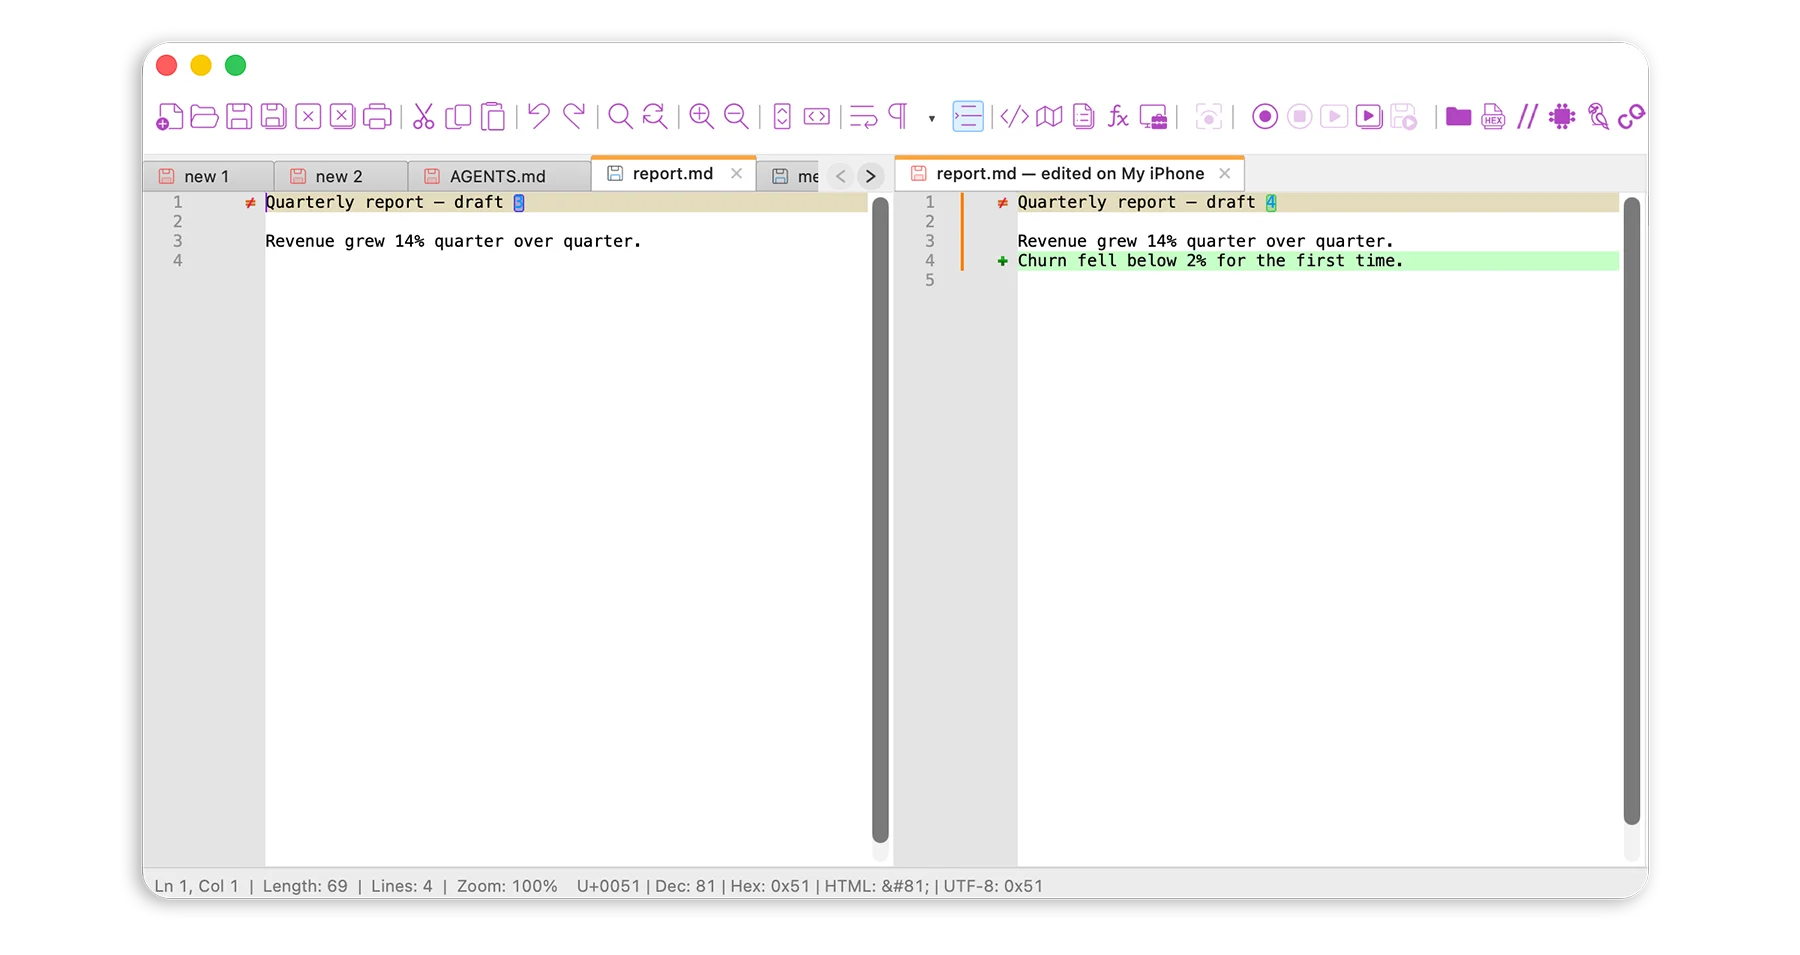 HEX
new 1
new 2
AGENTS.md
report.md
me
report.md — edited on My iPhone
1 ≠ Quarterly report — draft 3
2
3 Revenue grew 14% quarter over quarter.
4
1 ≠ Quarterly report — draft 4
2
3 Revenue grew 14% quarter over quarter.
4 + Churn fell below 2% for the first time.
5
Ln 1, Col 1 | Length: 69 | Lines: 4 | Zoom: 100% U+0051 | Dec: 81 | Hex: 0x51 | HTML: &#81; | UTF-8: 0x51